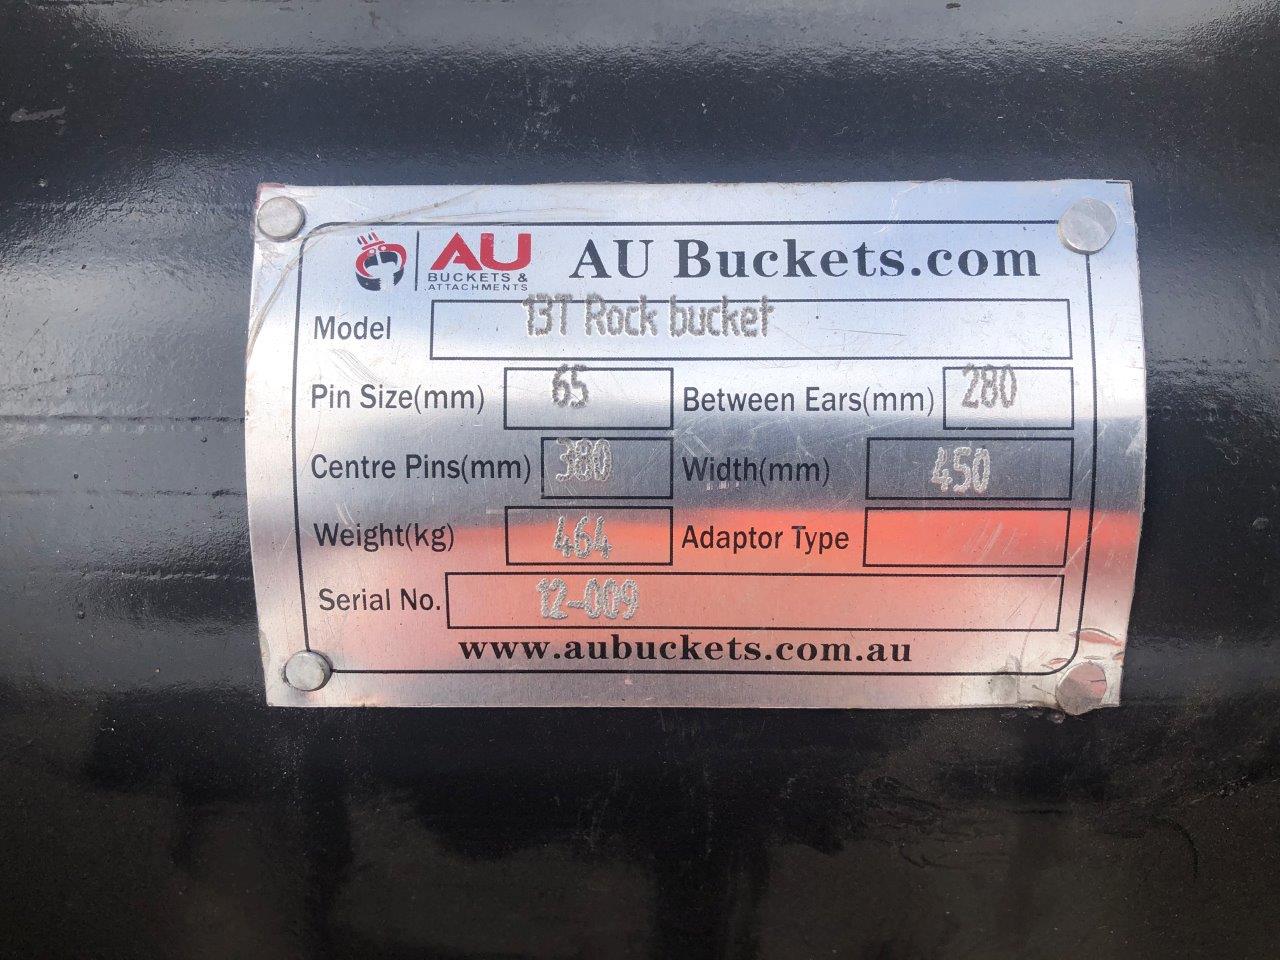 AU
BUCKETS &
ATTACHMENTS
AU Buckets.com
Model 13T Rock bucket
Pin Size(mm) 65 Between Ears(mm) 280
Centre Pins(mm) 380 Width(mm) 450
Weight(kg) 464 Adaptor Type
Serial No. 12-009
www.aubuckets.com.au